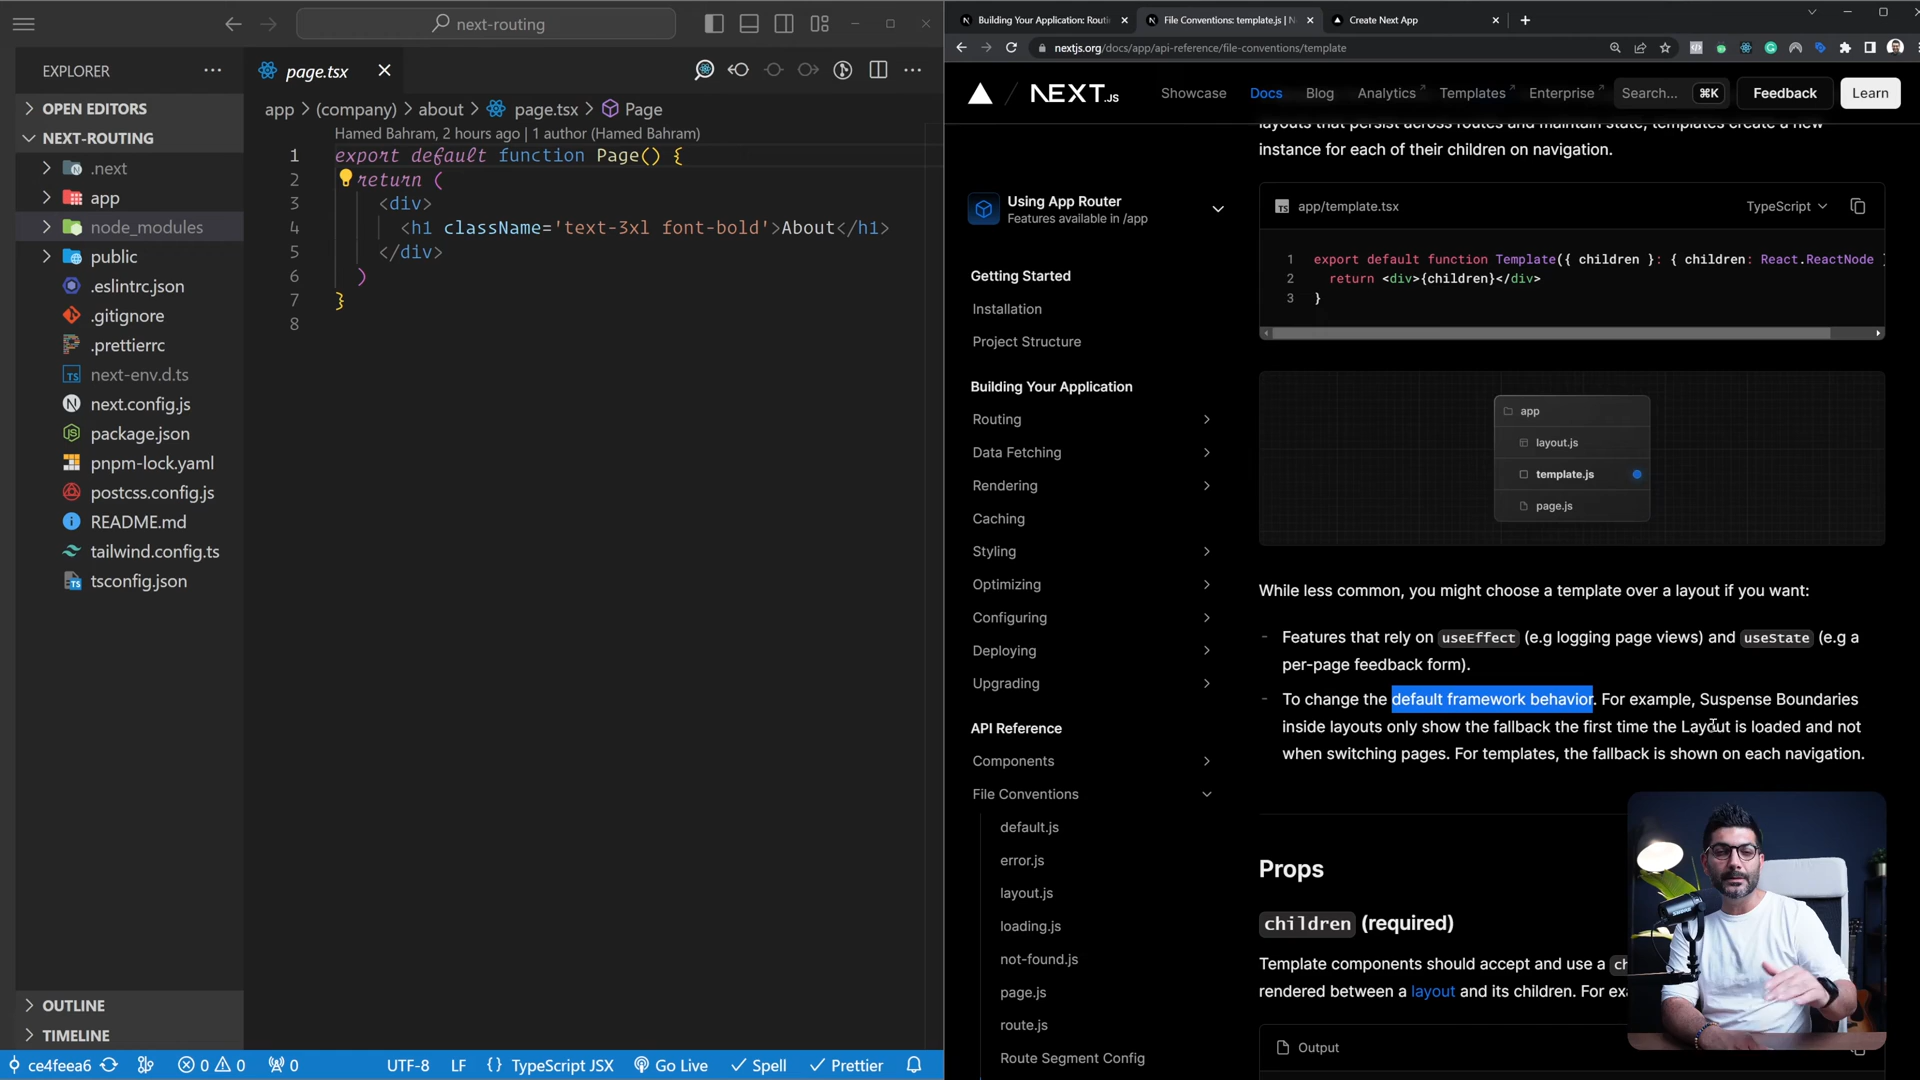 next-routing
EXPLORER
OPEN EDITORS
NEXT-ROUTING
.next
app
node_modules
public
.eslintrc.json
.gitignore
.prettierrc
next-env.d.ts
next.config.js
package.json
pnpm-lock.yaml
postcss.config.js
README.md
tailwind.config.ts
tsconfig.json
OUTLINE
TIMELINE
page.tsx
app > (company) > about > page.tsx > Page
Hamed Bahram, 2 hours ago | 1 author (Hamed Bahram)
1 export default function Page() {
2 return (
3 <div>
4 <h1 className='text-3xl font-bold'>About</h1>
5 </div>
6 )
7 }
8
ce4feea6 0 0 0 UTF-8 LF {} TypeScript JSX Go Live Spell Prettier
Building Your Application: Routi
File Conventions: template.js | N
Create Next App
nextjs.org/docs/app/api-reference/file-conventions/template
NEXT.JS Showcase Docs Blog Analytics Templates Enterprise Search... ⌘K Feedback Learn
Using App Router
Features available in /app
Getting Started
Installation
Project Structure
Building Your Application
Routing
Data Fetching
Rendering
Caching
Styling
Optimizing
Configuring
Deploying
Upgrading
API Reference
Components
File Conventions
default.js
error.js
layout.js
loading.js
not-found.js
page.js
route.js
Route Segment Config
layouts that persist across routes and maintain state, templates create a new
instance for each of their children on navigation.
TS app/template.tsx TypeScript
1 export default function Template({ children }: { children: React.ReactNode }
2 return <div>{children}</div>
3 }
app
layout.js
template.js
page.js
While less common, you might choose a template over a layout if you want:
- Features that rely on useEffect (e.g logging page views) and useState (e.g a
per-page feedback form).
- To change the default framework behavior. For example, Suspense Boundaries
inside layouts only show the fallback the first time the Layout is loaded and not
when switching pages. For templates, the fallback is shown on each navigation.
Props
children (required)
Template components should accept and use a ch
rendered between a layout and its children. For exa
Output